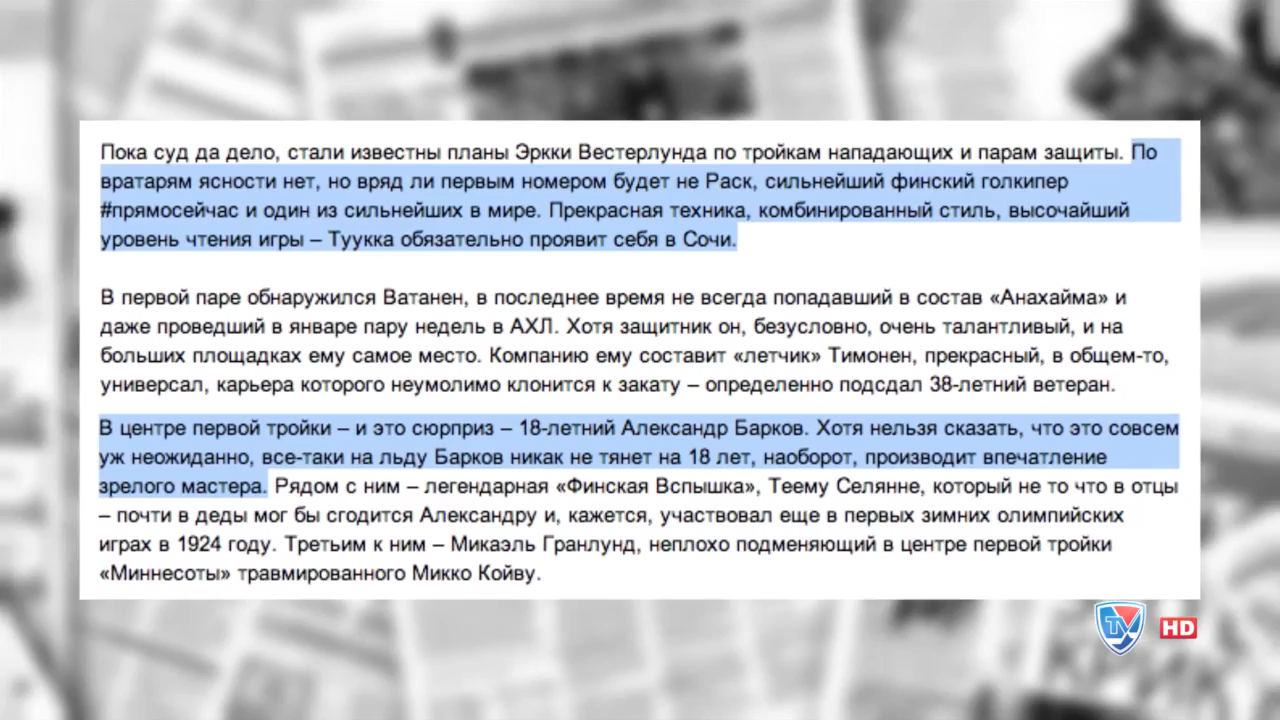 Пока суд да дело, стали известны планы Эркки Вестерлунда по тройкам нападающих и парам защиты. По
вратарям ясности нет, но вряд ли первым номером будет не Раск, сильнейший финский голкипер
#прямосейчас и один из сильнейших в мире. Прекрасная техника, комбинированный стиль, высочайший
уровень чтения игры – Туукка обязательно проявит себя в Сочи.
В первой паре обнаружился Ватанен, в последнее время не всегда попадавший в состав «Анахайма» и
даже проведший в январе пару недель в АХЛ. Хотя защитник он, безусловно, очень талантливый, и на
больших площадках ему самое место. Компанию ему составит «летчик» Тимонен, прекрасный, в общем-то,
универсал, карьера которого неумолимо клонится к закату – определенно подсдал 38-летний ветеран.
В центре первой тройки – и это сюрприз – 18-летний Александр Барков. Хотя нельзя сказать, что это совсем
уж неожиданно, все-таки на льду Барков никак не тянет на 18 лет, наоборот, производит впечатление
зрелого мастера. Рядом с ним – легендарная «Финская Вспышка», Теему Селянне, который не то что в отцы
– почти в деды мог бы сгодится Александру и, кажется, участвовал еще в первых зимних олимпийских
играх в 1924 году. Третьим к ним – Микаэль Гранлунд, неплохо подменяющий в центре первой тройки
«Миннесоты» травмированного Микко Койву.
TV HD